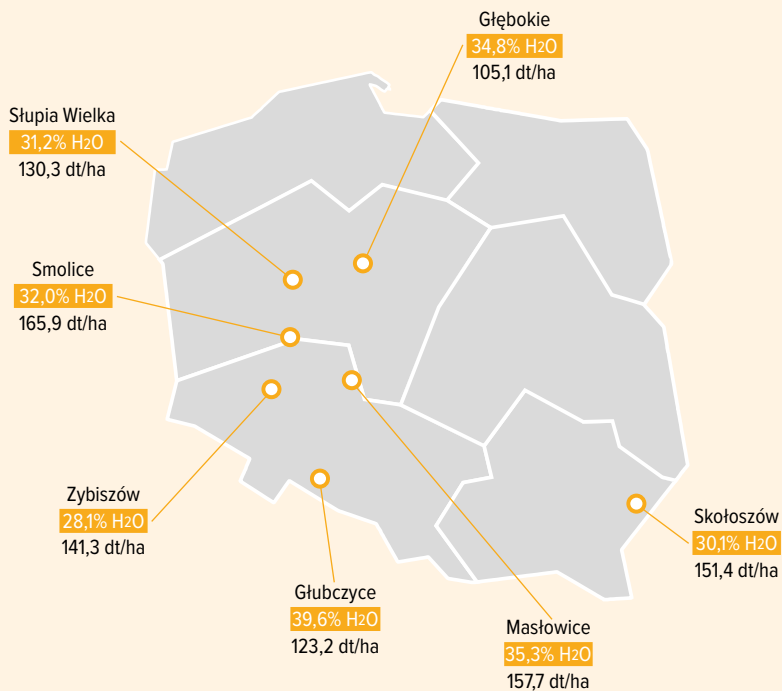 Głębokie
34,8% H2O
105,1 dt/ha
Słupia Wielka
31,2% H2O
130,3 dt/ha
Smolice
32,0% H2O
165,9 dt/ha
Zybiszów
28,1% H2O
141,3 dt/ha
Głubczyce
39,6% H2O
123,2 dt/ha
Masłowice
35,3% H2O
157,7 dt/ha
Skołoszów
30,1% H2O
151,4 dt/ha